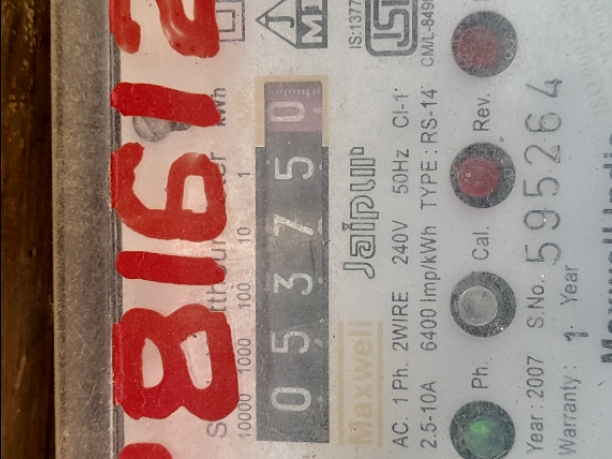 8/6/2
kWh
10000 1000 100 10 1
0 5 3 7 5 0
Maxwell Jaipur
AC. 1 Ph. 2WIRE 240V 50Hz Cl-1
2.5-10A 6400 Imp/kWh TYPE : RS-14
IS:1377
CM/L-849
Ph. Cal. Rev.
Year : 2007 S.No. 595264
Warranty : 1 Year